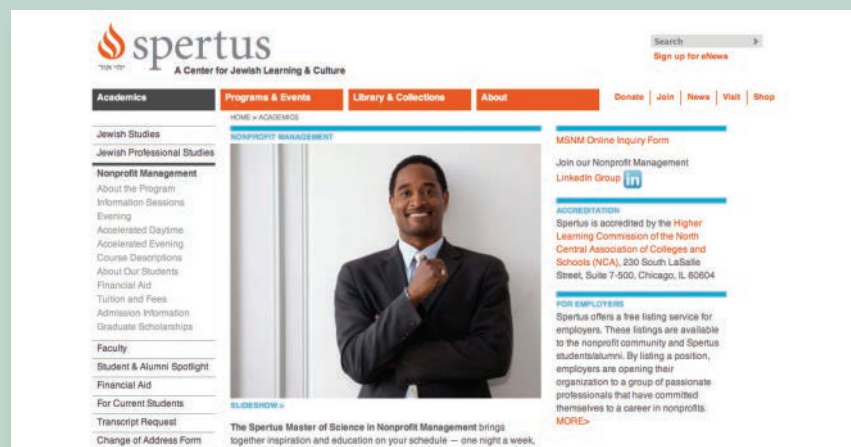 spertus
A Center for Jewish Learning & Culture
Search
Sign up for eNews
Academics
Programs & Events
Library & Collections
About
Donate | Join | News | Visit | Shop
HOME > ACADEMICS
Jewish Studies
Jewish Professional Studies
Nonprofit Management
About the Program
Information Sessions
Evening
Accelerated Daytime
Accelerated Evening
Course Descriptions
About Our Students
Financial Aid
Tuition and Fees
Admission Information
Graduate Scholarships
Faculty
Student & Alumni Spotlight
Financial Aid
For Current Students
Transcript Request
Change of Address Form
NONPROFIT MANAGEMENT
SLIDESHOW >
The Spertus Master of Science in Nonprofit Management brings
together inspiration and education on your schedule — one night a week,
MSNM Online Inquiry Form
Join our Nonprofit Management
LinkedIn Group in
ACCREDITATION
Spertus is accredited by the Higher
Learning Commission of the North
Central Association of Colleges and
Schools (NCA), 230 South LaSalle
Street, Suite 7-500, Chicago, IL 60604
FOR EMPLOYERS
Spertus offers a free listing service for
employers. These listings are available
to the nonprofit community and Spertus
students/alumni. By listing a position,
employers are opening their
organization to a group of passionate
professionals that have committed
themselves to a career in nonprofits.
MORE>